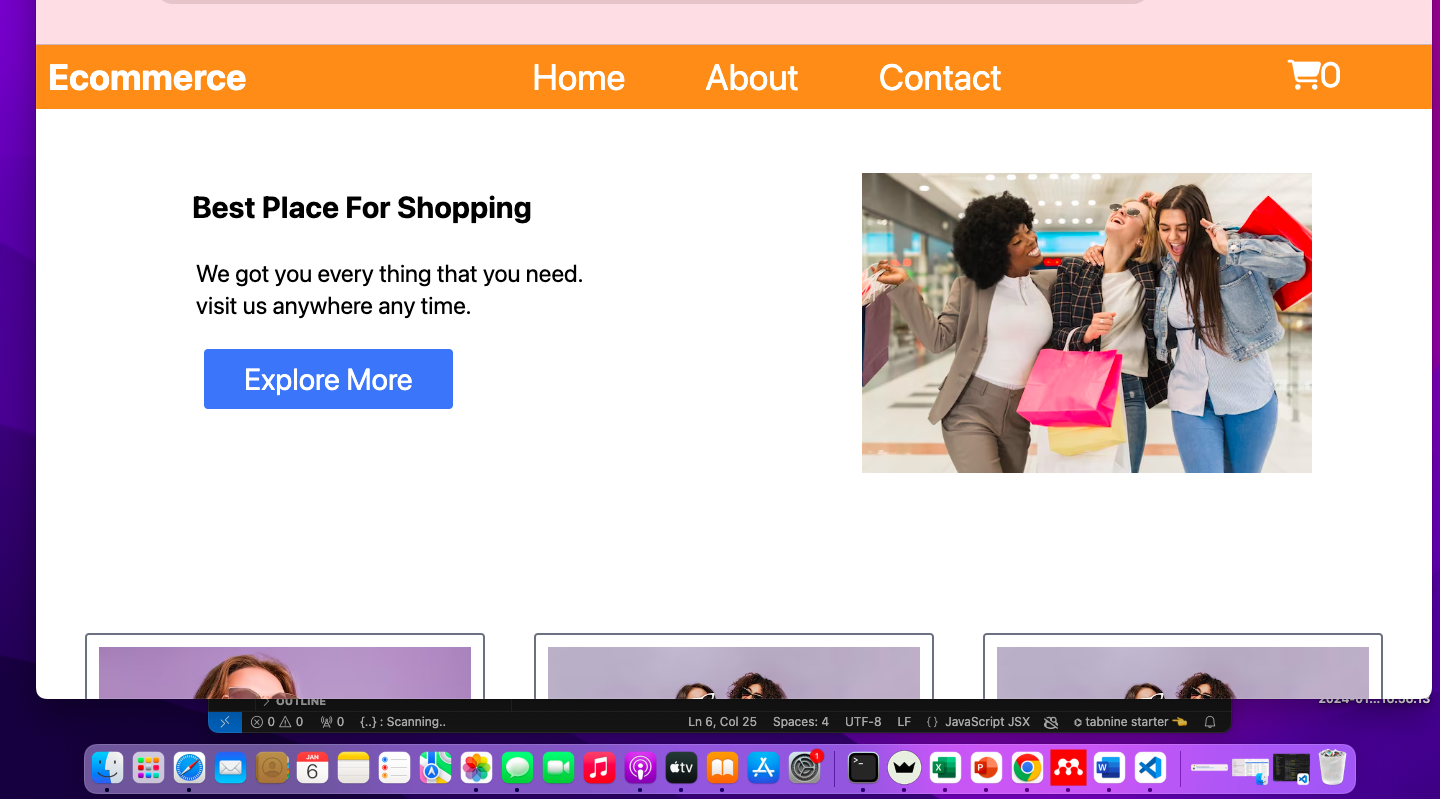 Ecommerce
Home
About
Contact
0
Best Place For Shopping
We got you every thing that you need.
visit us anywhere any time.
Explore More
OUTLINE
0 0 0 {..} : Scanning..
Ln 6, Col 25 Spaces: 4 UTF-8 LF { } JavaScript JSX tabnine starter
1
JAN
6
tv